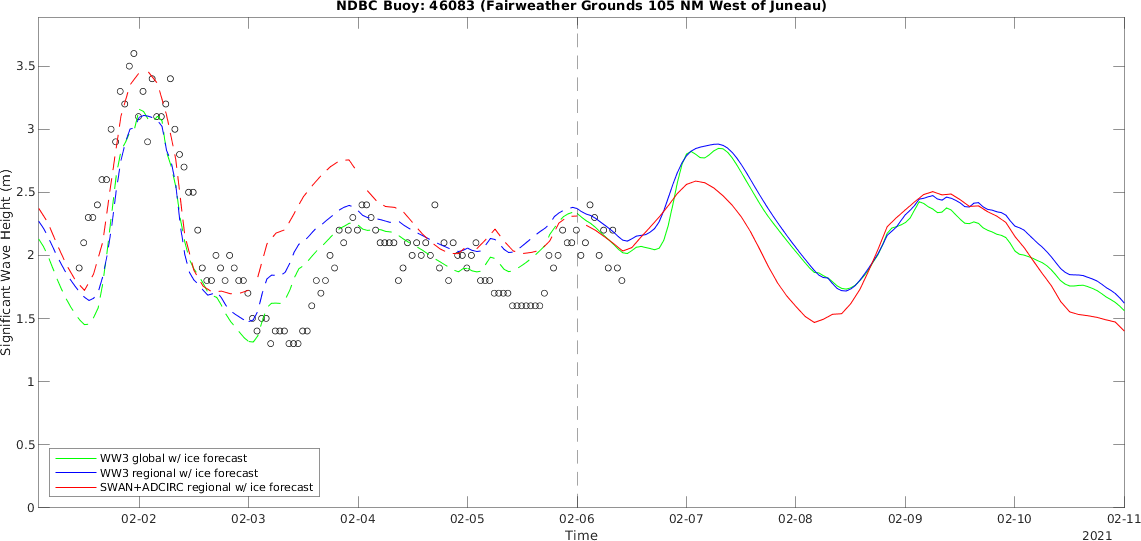 NDBC Buoy: 46083 (Fairweather Grounds 105 NM West of Juneau)
Significant Wave Height (m)
3.5
3
2.5
2
1.5
1
0.5
0
WW3 global w/ ice forecast
WW3 regional w/ ice forecast
SWAN+ADCIRC regional w/ ice forecast
02-02 02-03 02-04 02-05 02-06 02-07 02-08 02-09 02-10 02-11
Time
2021